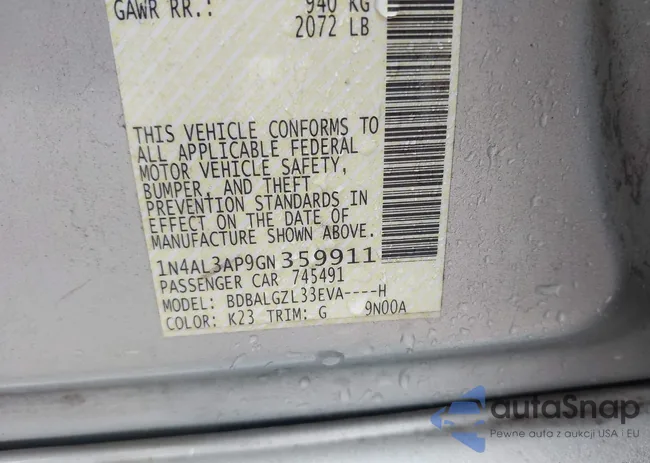 GAWR RR.: 940 KG
2072 LB
THIS VEHICLE CONFORMS TO
ALL APPLICABLE FEDERAL
MOTOR VEHICLE SAFETY,
BUMPER, AND THEFT
PREVENTION STANDARDS IN
EFFECT ON THE DATE OF
MANUFACTURE SHOWN ABOVE.
1N4AL3AP9GN359911
PASSENGER CAR 745491
MODEL: BDBALGZL33EVA----H
COLOR: K23 TRIM: G 9N00A
autaSnap
Pewne auta z aukcji USA i EU